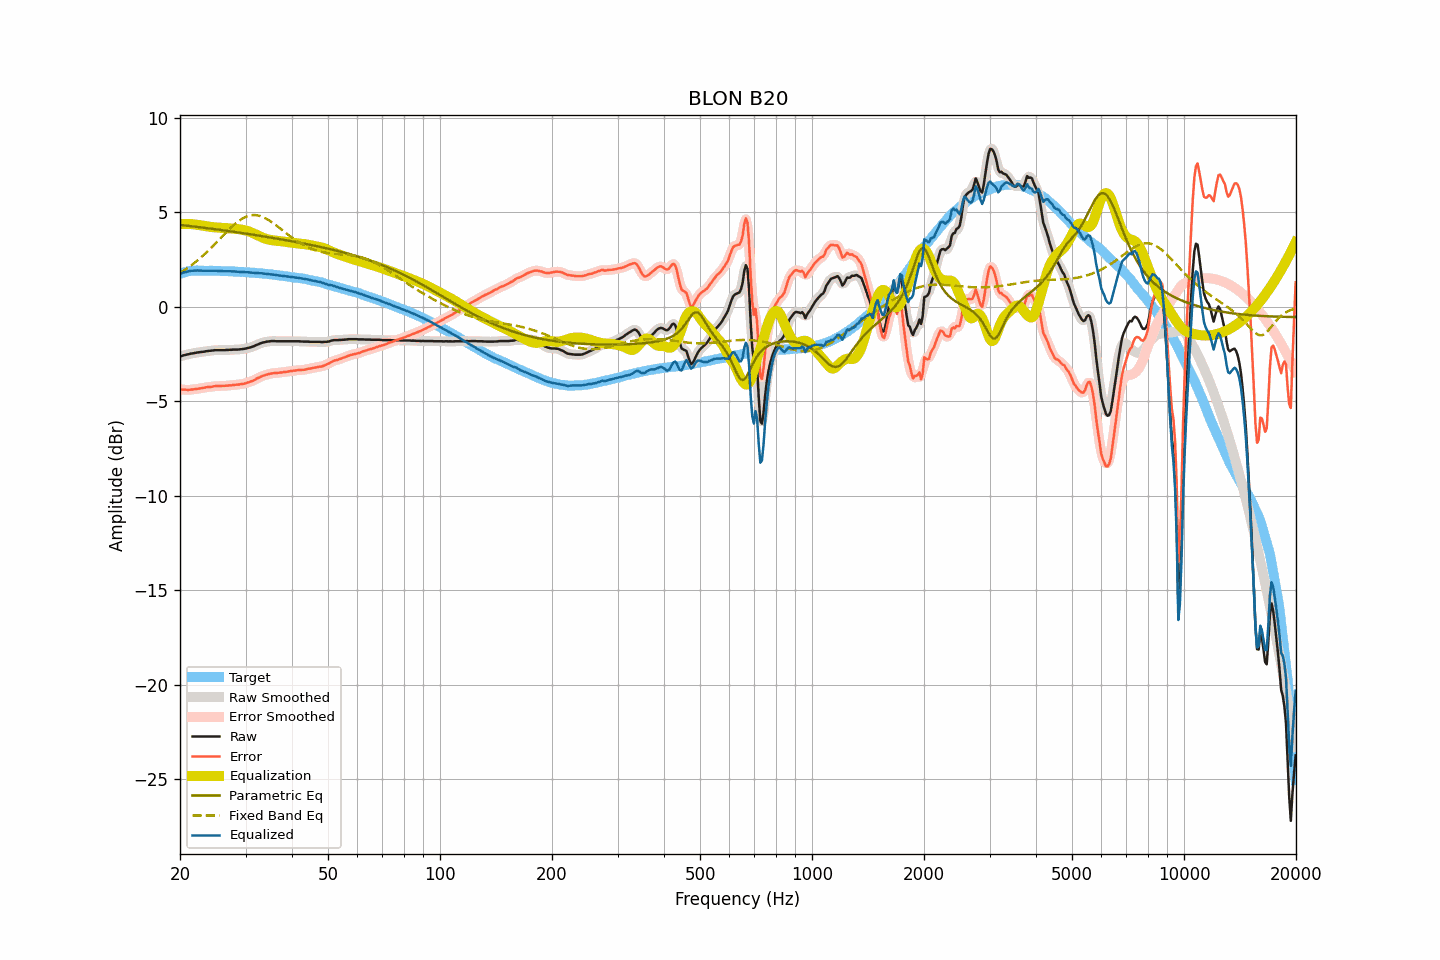 BLON B20
10
5
0
−5
−10
−15
−20
−25
Amplitude (dBr)
Target
Raw Smoothed
Error Smoothed
Raw
Error
Equalization
Parametric Eq
Fixed Band Eq
Equalized
20 50 100 200 500 1000 2000 5000 10000 20000
Frequency (Hz)